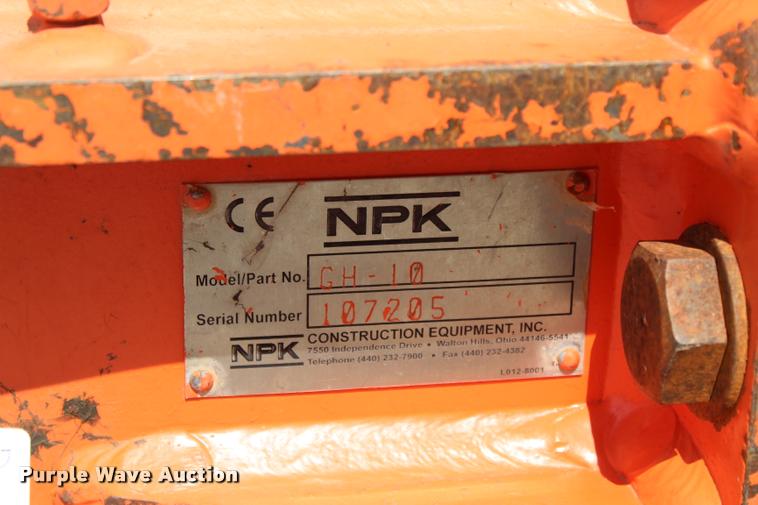 CE NPK
Model/Part No. GH-10
Serial Number 107205
NPK CONSTRUCTION EQUIPMENT, INC.
7550 Independence Drive • Walton Hills, Ohio 44146-5541
Telephone (440) 232-7900 • Fax (440) 232-4382
L012-8001
Purple Wave Auction